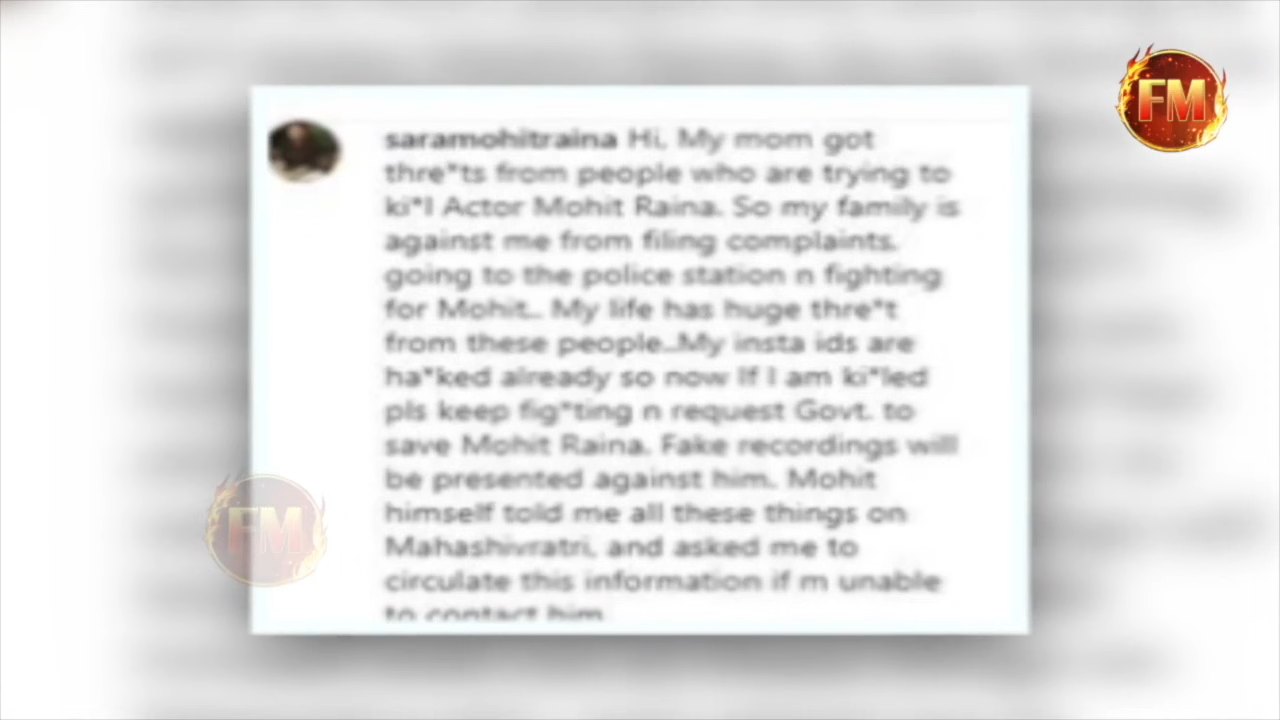 FM
saramohitraina Hi. My mom got
thre*ts from people who are trying to
ki*l Actor Mohit Raina. So my family is
against me from filing complaints.
going to the police station n fighting
for Mohit.. My life has huge thre*t
from these people..My insta ids are
ha*ked already so now If I am ki*led
pls keep fig*ting n request Govt. to
save Mohit Raina. Fake recordings will
be presented against him. Mohit
himself told me all these things on
Mahashivratri, and asked me to
circulate this information if m unable
to contact him
FM